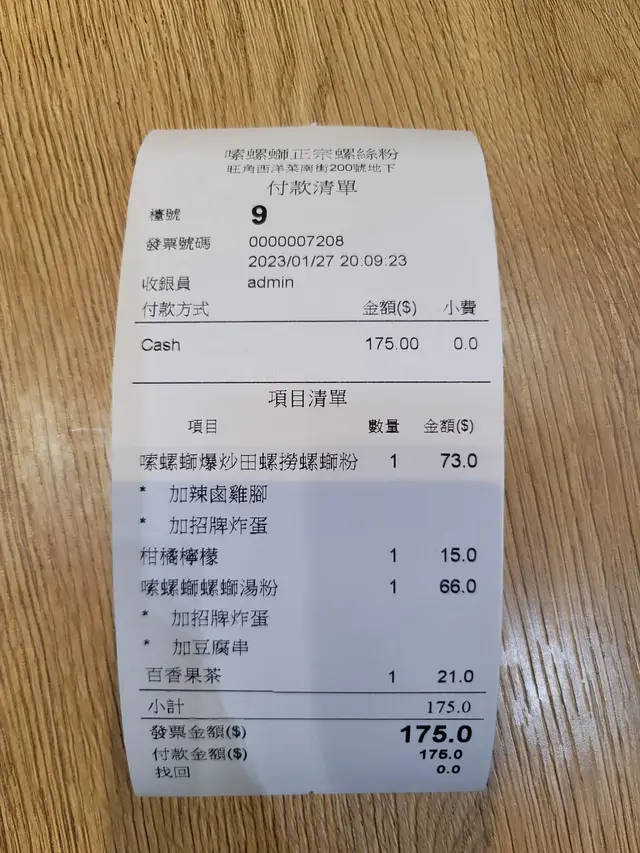 嗦螺螄正宗螺絲粉
旺角西洋菜南街200號地下
付款清單
檯號 9
發票號碼 0000007208
2023/01/27 20:09:23
收銀員 admin
付款方式 金額($) 小費
Cash 175.00 0.0
項目清單
項目 數量 金額($)
嗦螺螄爆炒田螺撈螺螄粉 1 73.0
* 加辣鹵雞腳
* 加招牌炸蛋
柑橘檸檬 1 15.0
嗦螺螄螺螄湯粉 1 66.0
* 加招牌炸蛋
* 加豆腐串
百香果茶 1 21.0
小計 175.0
發票金額($) 175.0
付款金額($) 175.0
找回 0.0